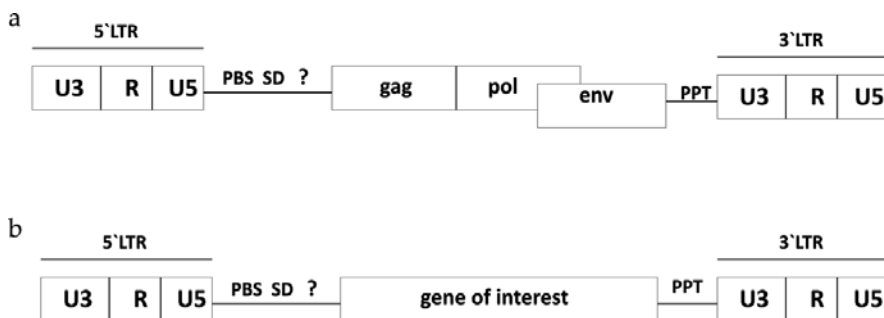 a
5`LTR
3`LTR
U3 R U5 PBS SD ? gag pol env PPT U3 R U5
b
5`LTR
3`LTR
U3 R U5 PBS SD ? gene of interest PPT U3 R U5